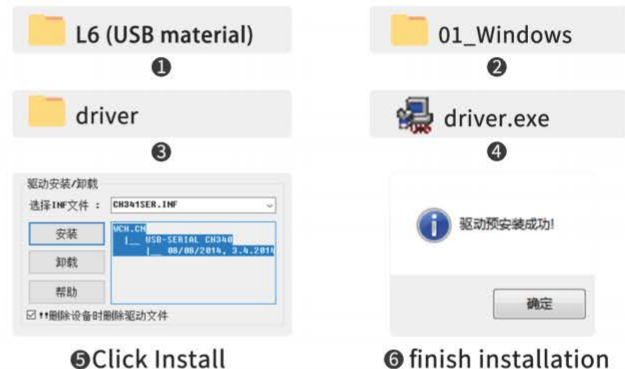 L6 (USB material)
01_Windows
❶
❷
driver
driver.exe
❸
❹
驱动安装/卸载
选择INF文件 :
CH341SER.INF
安装
WCH.CN
|__ USB-SERIAL CH340
|__ 08/08/2014, 3.4.2014
卸载
帮助
!!删除设备时删除驱动文件
驱动预安装成功!
确定
❺Click Install
❻ finish installation